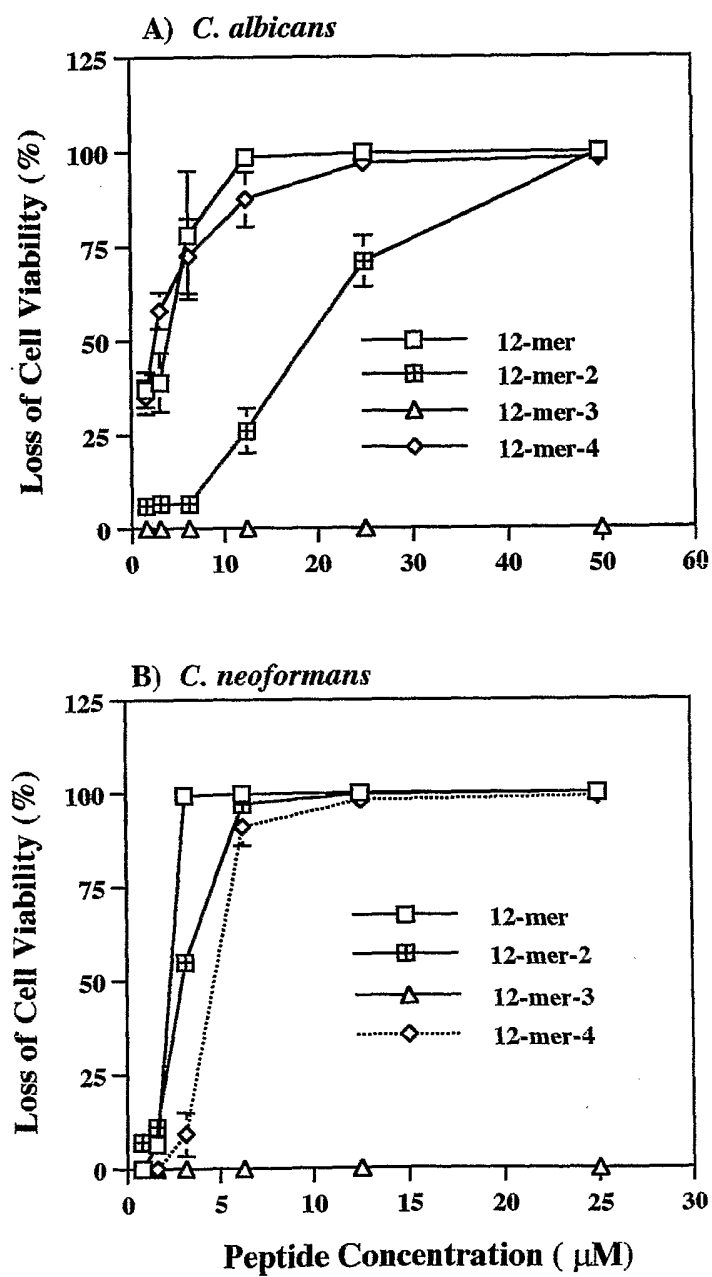 A) C. albicans
125
100
75
50
25
0
Loss of Cell Viability (%)
12-mer
12-mer-2
12-mer-3
12-mer-4
0 10 20 30 40 50 60
B) C. neoformans
125
100
75
50
25
0
Loss of Cell Viability (%)
12-mer
12-mer-2
12-mer-3
12-mer-4
0 5 10 15 20 25 30
Peptide Concentration ( µM)